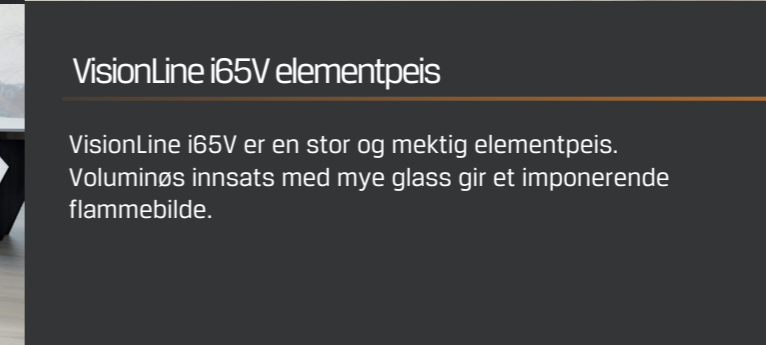 VisionLine i65V elementpeis
VisionLine i65V er en stor og mektig elementpeis.
Voluminøs innsats med mye glass gir et imponerende
flammebilde.